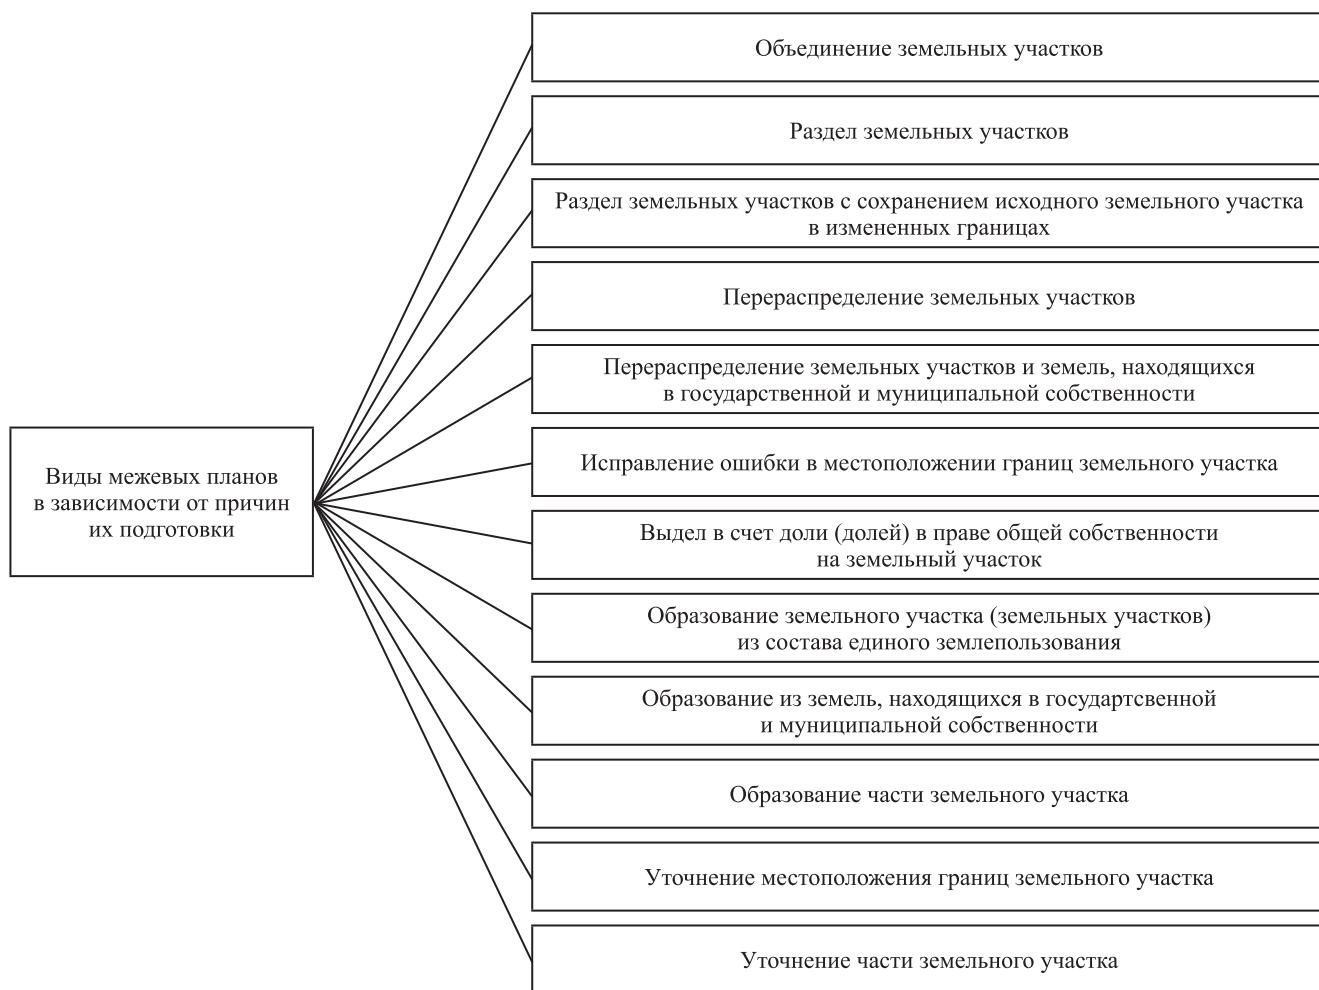 Объединение земельных участков
Раздел земельных участков
Раздел земельных участков с сохранением исходного земельного участка
в измененных границах
Перераспределение земельных участков
Перераспределение земельных участков и земель, находящихся
в государственной и муниципальной собственности
Виды межевых планов
в зависимости от причин
их подготовки
Исправление ошибки в местоположении границ земельного участка
Выдел в счет доли (долей) в праве общей собственности
на земельный участок
Образование земельного участка (земельных участков)
из состава единого землепользования
Образование из земель, находящихся в государтсвенной
и муниципальной собственности
Образование части земельного участка
Уточнение местоположения границ земельного участка
Уточнение части земельного участка